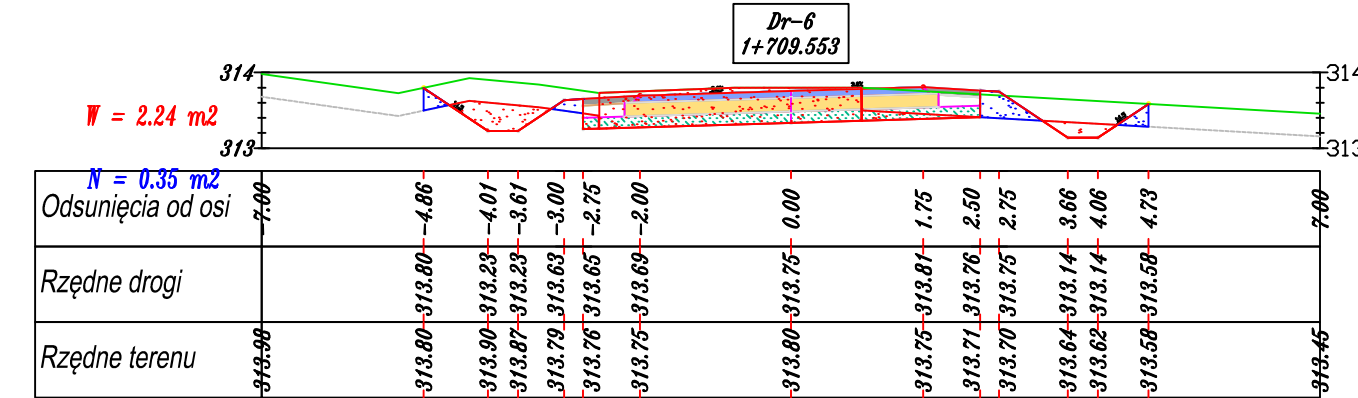 Dr-6
1+709.553
314 314
W = 2.24 m2
313 313
N = 0.35 m2
Odsunięcia od osi -7.00 -4.86 -4.01 -3.61 -3.00 -2.75 -2.00 0.00 1.75 2.50 2.75 3.66 4.06 4.73 7.00
Rzędne drogi 313.80 313.23 313.23 313.63 313.65 313.69 313.75 313.81 313.76 313.75 313.14 313.14 313.58
Rzędne terenu 313.98 313.80 313.90 313.87 313.79 313.76 313.75 313.80 313.75 313.71 313.70 313.64 313.62 313.58 313.45